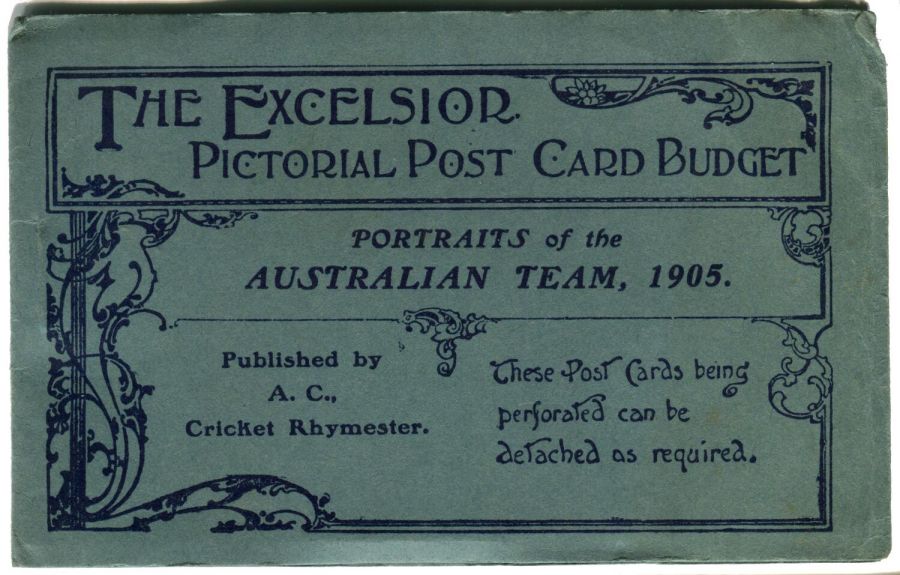 THE EXCELSIOR.
PICTORIAL POST CARD BUDGET
PORTRAITS of the
AUSTRALIAN TEAM, 1905.
Published by
A. C.,
Cricket Rhymester.
These Post Cards being
perforated can be
detached as required.